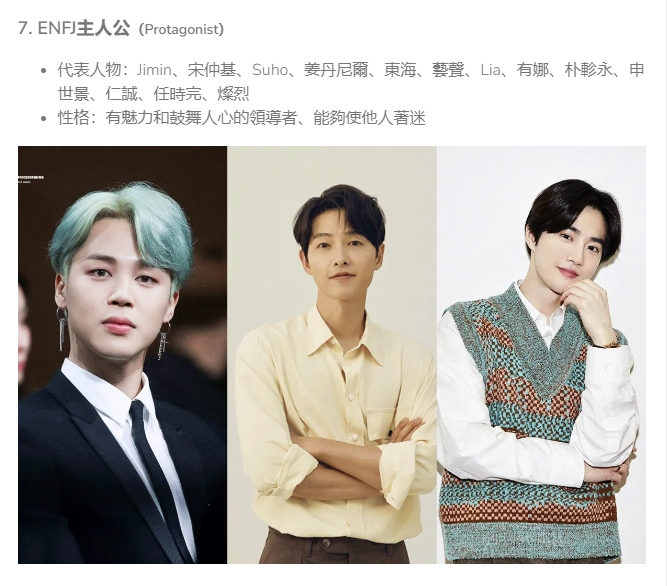 7. ENFJ主人公（Protagonist）
• 代表人物：Jimin、宋仲基、Suho、姜丹尼爾、東海、藝聲、Lia、有娜、朴軫永、申
世景、仁誠、任時完、燦烈
• 性格：有魅力和鼓舞人心的領導者、能夠使他人著迷